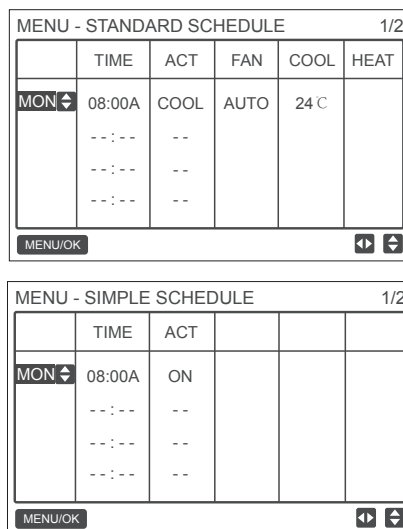 MENU - STANDARD SCHEDULE 1/2
TIME ACT FAN COOL HEAT
MON 08:00A COOL AUTO 24℃
--:-- --
--:-- --
--:-- --
MENU/OK
MENU - SIMPLE SCHEDULE 1/2
TIME ACT
MON 08:00A ON
--:-- --
--:-- --
--:-- --
MENU/OK